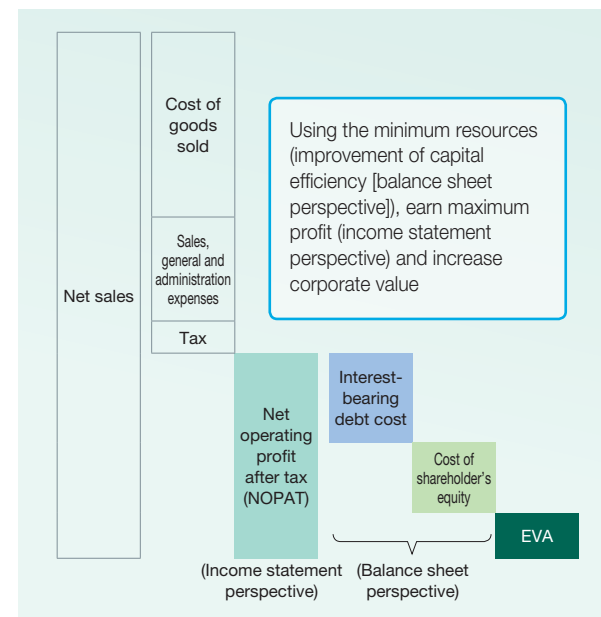 Net sales
Cost of
goods
sold
Sales,
general and
administration
expenses
Tax
Using the minimum resources
(improvement of capital
efficiency [balance sheet
perspective]), earn maximum
profit (income statement
perspective) and increase
corporate value
Net
operating
profit
after tax
(NOPAT)
Interest-
bearing
debt cost
Cost of
shareholder's
equity
EVA
(Income statement
perspective)
(Balance sheet
perspective)